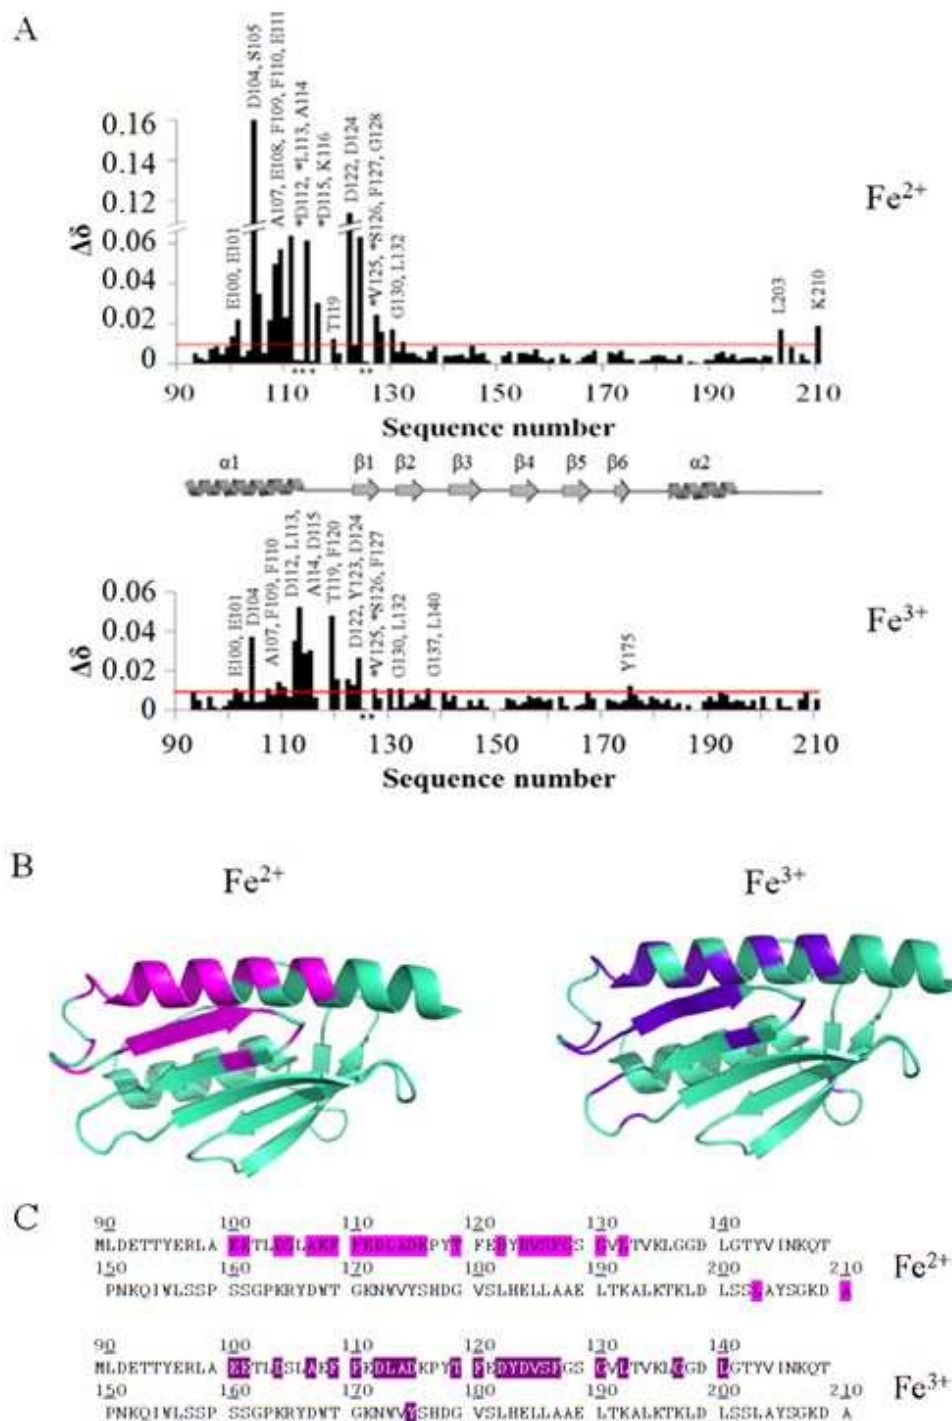 A
D104, S105
A107, E108, F109, F110, E111
*D112, *L113, A114
*D115, K116
D122, D124
*V125, *S126, F127, G128
E100, E101
T119
G130, L132
L203
K210
Fe2+
Δδ
0.16
0.14
0.12
0.06
0.04
0.02
0
** *
**
90 110 130 150 170 190 210
Sequence number
α1 β1 β2 β3 β4 β5 β6 α2
E100, E101
D104
A107, F109, F110
D112, L113,
A114, D115
T119, F120
D122, Y123, D124
*V125, *S126, F127
G130, L132
G137, L140
Y175
Fe3+
Δδ
0.06
0.04
0.02
0
**
90 110 130 150 170 190 210
Sequence number
B
Fe2+ Fe3+
C
90 100 110 120 130 140
MLDETTYERLA EETLDSLAEF FEDLADKPYT FEDYDVSFGS GVLTVKLGGD LGTYVINKQT
Fe2+
150 160 170 180 190 200 210
PNKQIWLSSP SSGPKRYDWT GKNWVYSHDG VSLHELLAAE LTKALKTKLD LSSLAYSGKD A
90 100 110 120 130 140
MLDETTYERLA EETLDSLAEF FEDLADKPYT FEDYDVSFGS GVLTVKLGGD LGTYVINKQT
Fe3+
150 160 170 180 190 200 210
PNKQIWLSSP SSGPKRYDWT GKNWVYSHDG VSLHELLAAE LTKALKTKLD LSSLAYSGKD A